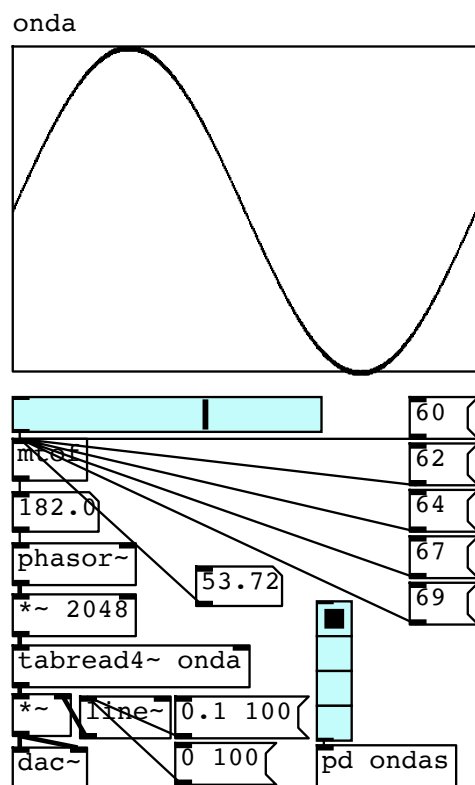 onda
60
mtof
62
182.0
64
phasor~
67
53.72
69
*~ 2048
tabread4~ onda
*~
line~
0.1 100
dac~
0 100
pd ondas